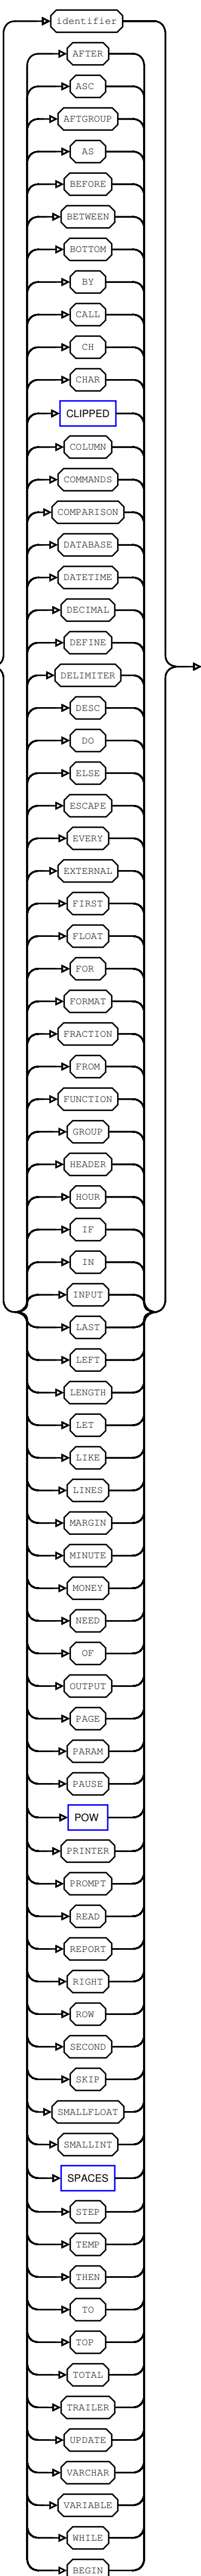 identifier
AFTER
ASC
AFTGROUP
AS
BEFORE
BETWEEN
BOTTOM
BY
CALL
CH
CHAR
CLIPPED
COLUMN
COMMANDS
COMPARISON
DATABASE
DATETIME
DECIMAL
DEFINE
DELIMITER
DESC
DO
ELSE
ESCAPE
EVERY
EXTERNAL
FIRST
FLOAT
FOR
FORMAT
FRACTION
FROM
FUNCTION
GROUP
HEADER
HOUR
IF
IN
INPUT
LAST
LEFT
LENGTH
LET
LIKE
LINES
MARGIN
MINUTE
MONEY
NEED
OF
OUTPUT
PAGE
PARAM
PAUSE
POW
PRINTER
PROMPT
READ
REPORT
RIGHT
ROW
SECOND
SKIP
SMALLFLOAT
SMALLINT
SPACES
STEP
TEMP
THEN
TO
TOP
TOTAL
TRAILER
UPDATE
VARCHAR
VARIABLE
WHILE
BEGIN